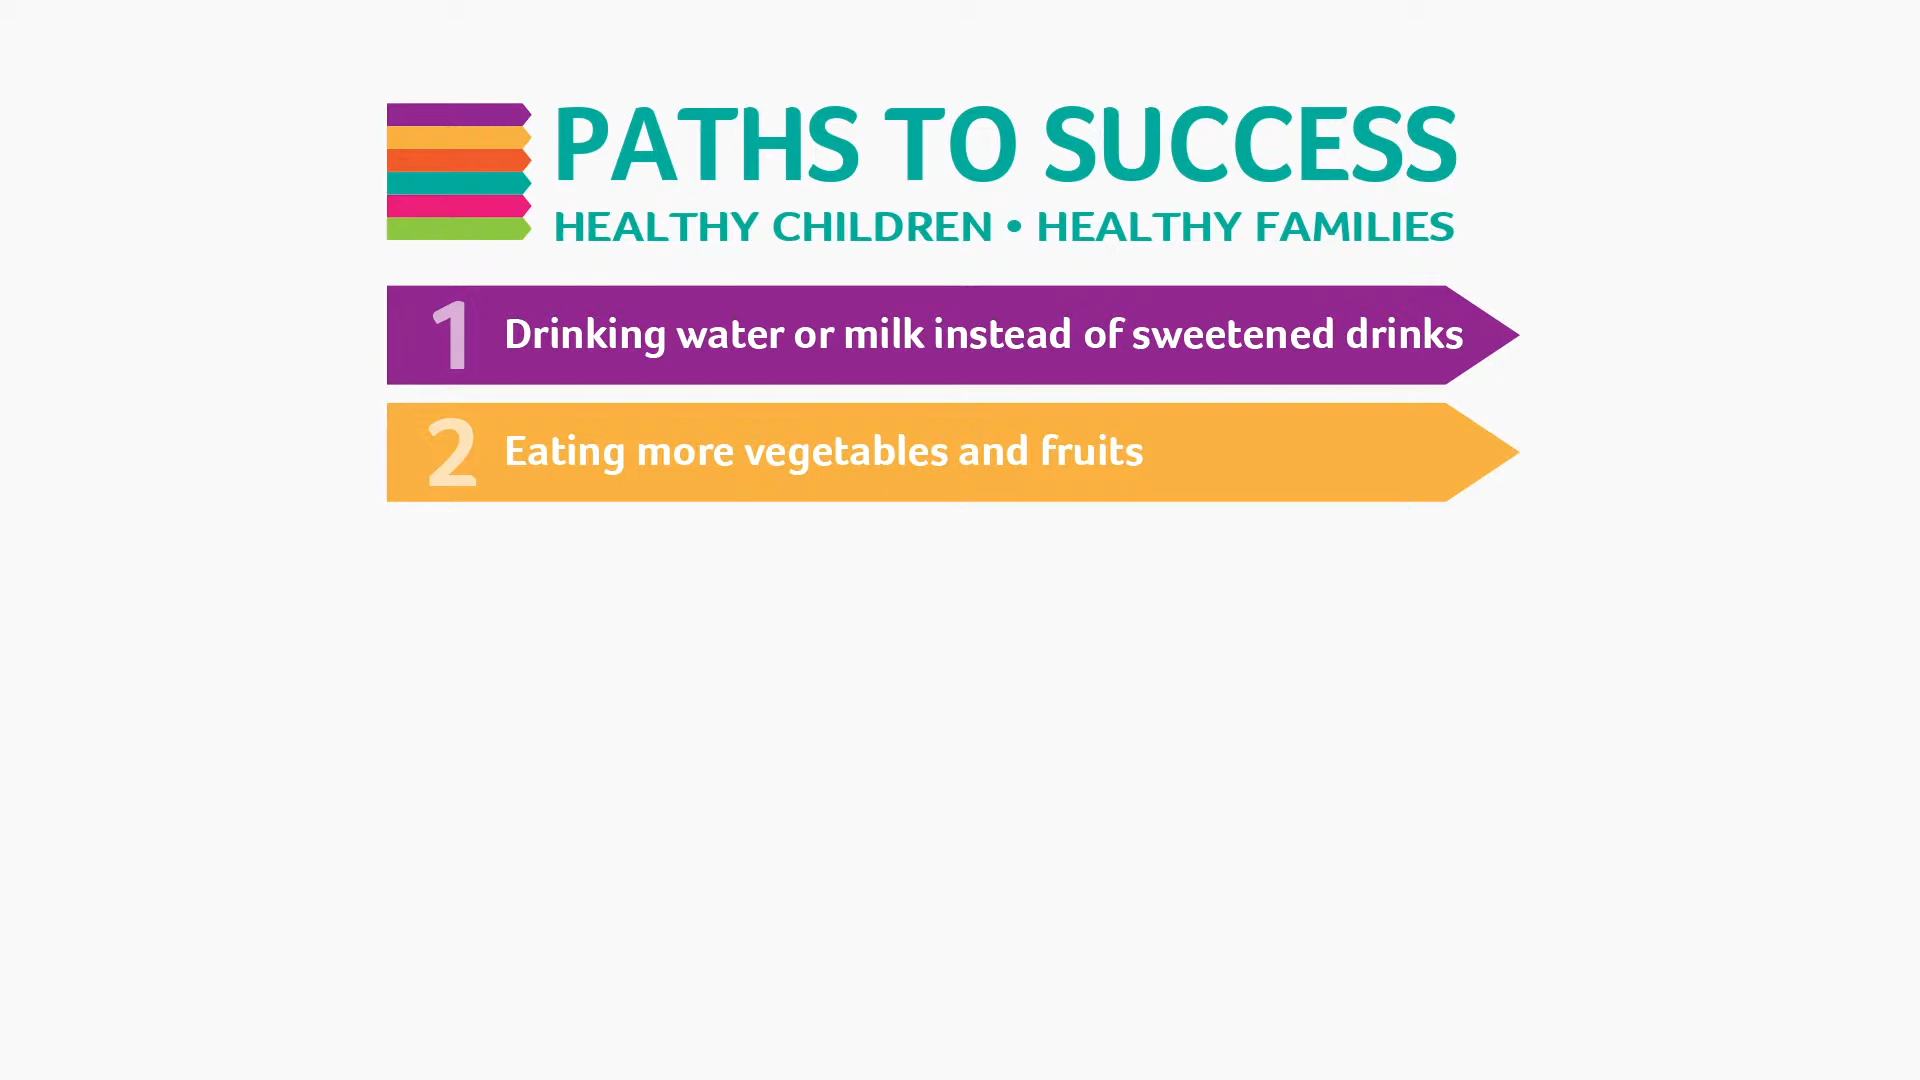 PATHS TO SUCCESS
HEALTHY CHILDREN • HEALTHY FAMILIES
1 Drinking water or milk instead of sweetened drinks
2 Eating more vegetables and fruits